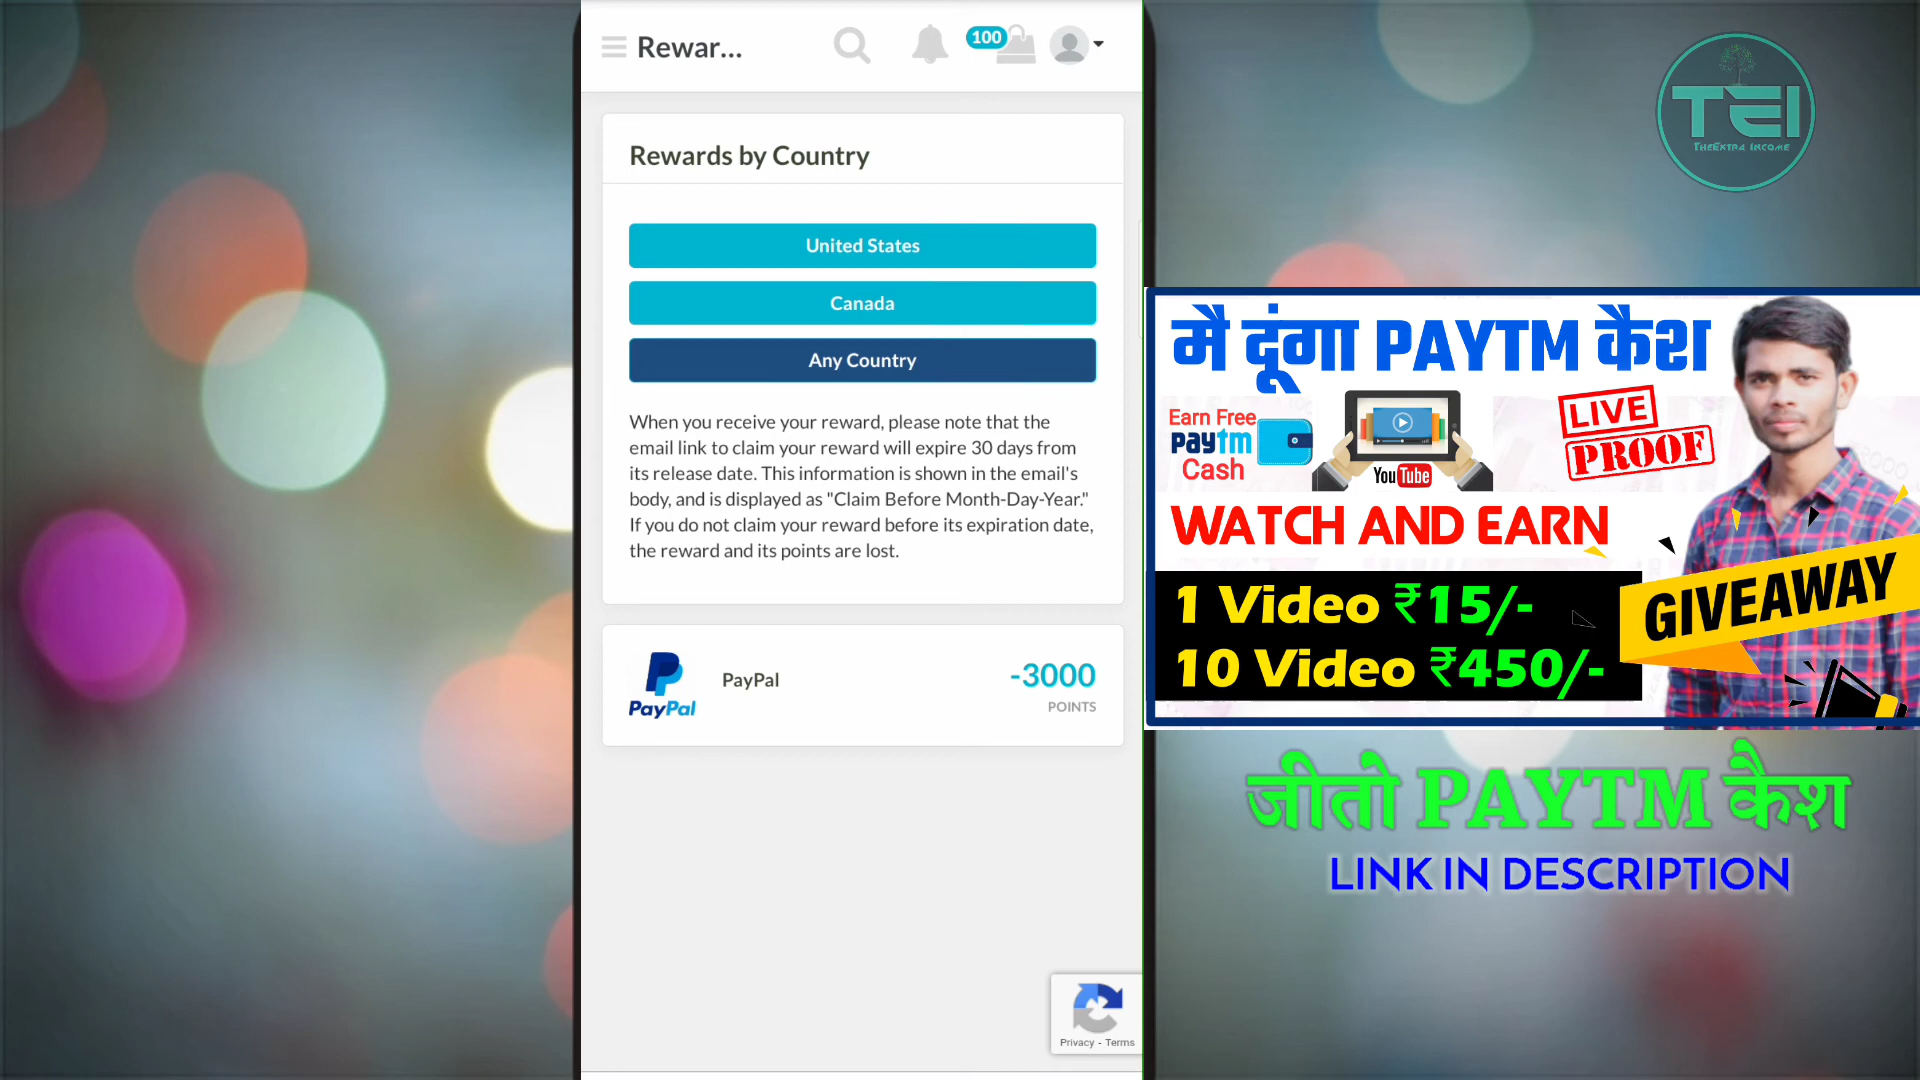 Rewar...
100
Rewards by Country
United States
Canada
Any Country
When you receive your reward, please note that the
email link to claim your reward will expire 30 days from
its release date. This information is shown in the email's
body, and is displayed as "Claim Before Month-Day-Year."
If you do not claim your reward before its expiration date,
the reward and its points are lost.
PayPal
PayPal
-3000
POINTS
Privacy - Terms
TEI
TheExtra Income
मै दूंगा PAYTM कैश
Earn Free
paytm
Cash
YouTube
LIVE
PROOF
WATCH AND EARN
1 Video ₹15/-
10 Video ₹450/-
GIVEAWAY
जीतो PAYTM कैश
LINK IN DESCRIPTION